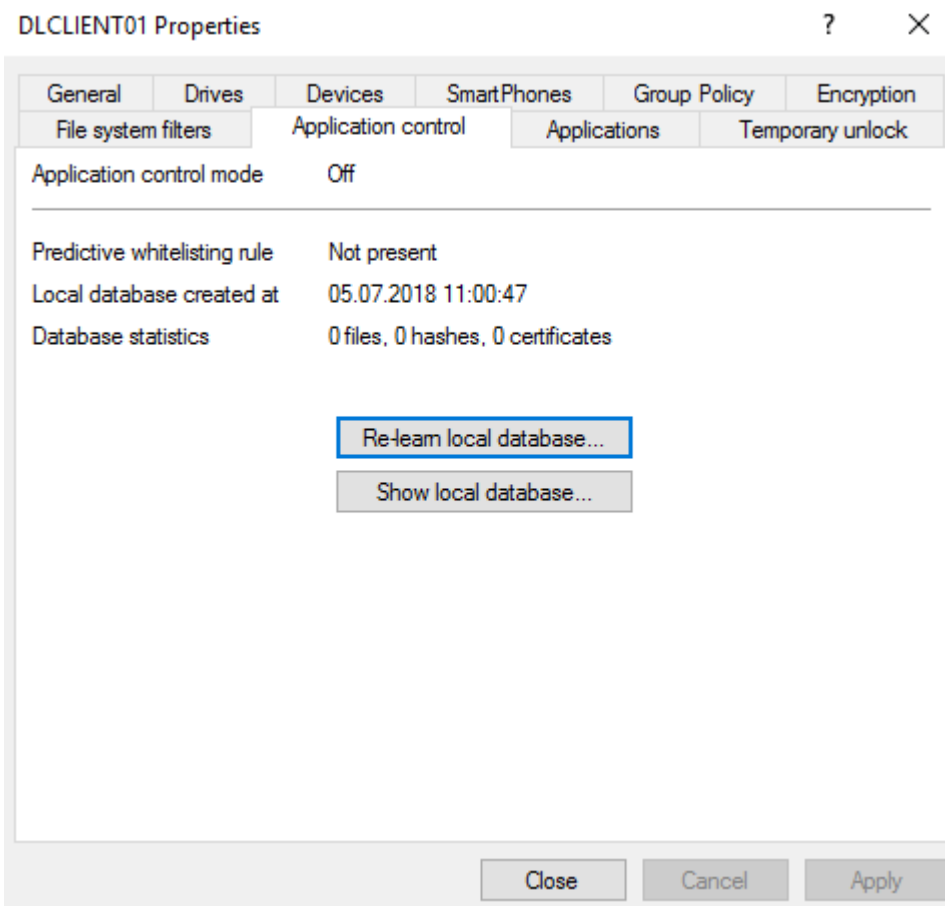 DLCLIENT01 Properties ? ×
General Drives Devices SmartPhones Group Policy Encryption
File system filters Application control Applications Temporary unlock
Application control mode Off
Predictive whitelisting rule Not present
Local database created at 05.07.2018 11:00:47
Database statistics 0 files, 0 hashes, 0 certificates
Re-learn local database...
Show local database...
Close Cancel Apply